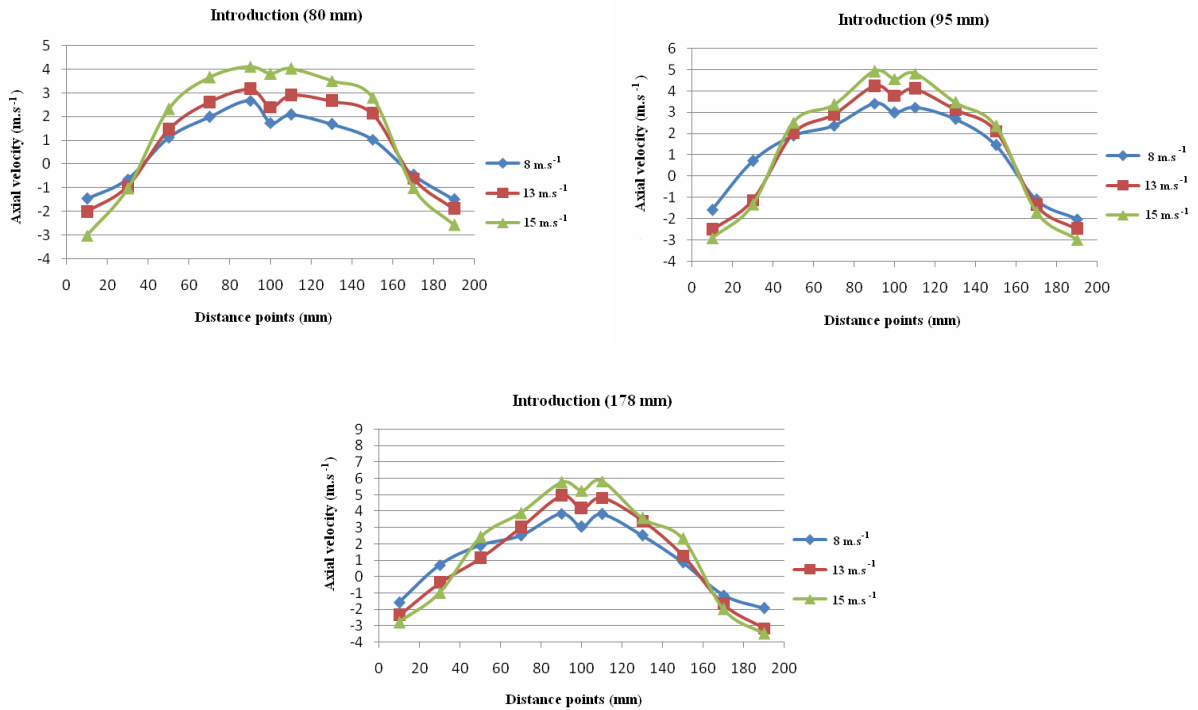 Introduction (80 mm)
5
4
3
2
1
0
-1
-2
-3
-4
Axial velocity (m.s⁻¹)
0 20 40 60 80 100 120 140 160 180 200
Distance points (mm)
8 m.s⁻¹
13 m.s⁻¹
15 m.s⁻¹
Introduction (95 mm)
6
5
4
3
2
1
0
-1
-2
-3
-4
Axial velocity (m.s⁻¹)
0 20 40 60 80 100 120 140 160 180 200
Distance points (mm)
8 m.s⁻¹
13 m.s⁻¹
15 m.s⁻¹
Introduction (178 mm)
9
8
7
6
5
4
3
2
1
0
-1
-2
-3
-4
Axial velocity (m.s⁻¹)
0 20 40 60 80 100 120 140 160 180 200
Distance points (mm)
8 m.s⁻¹
13 m.s⁻¹
15 m.s⁻¹